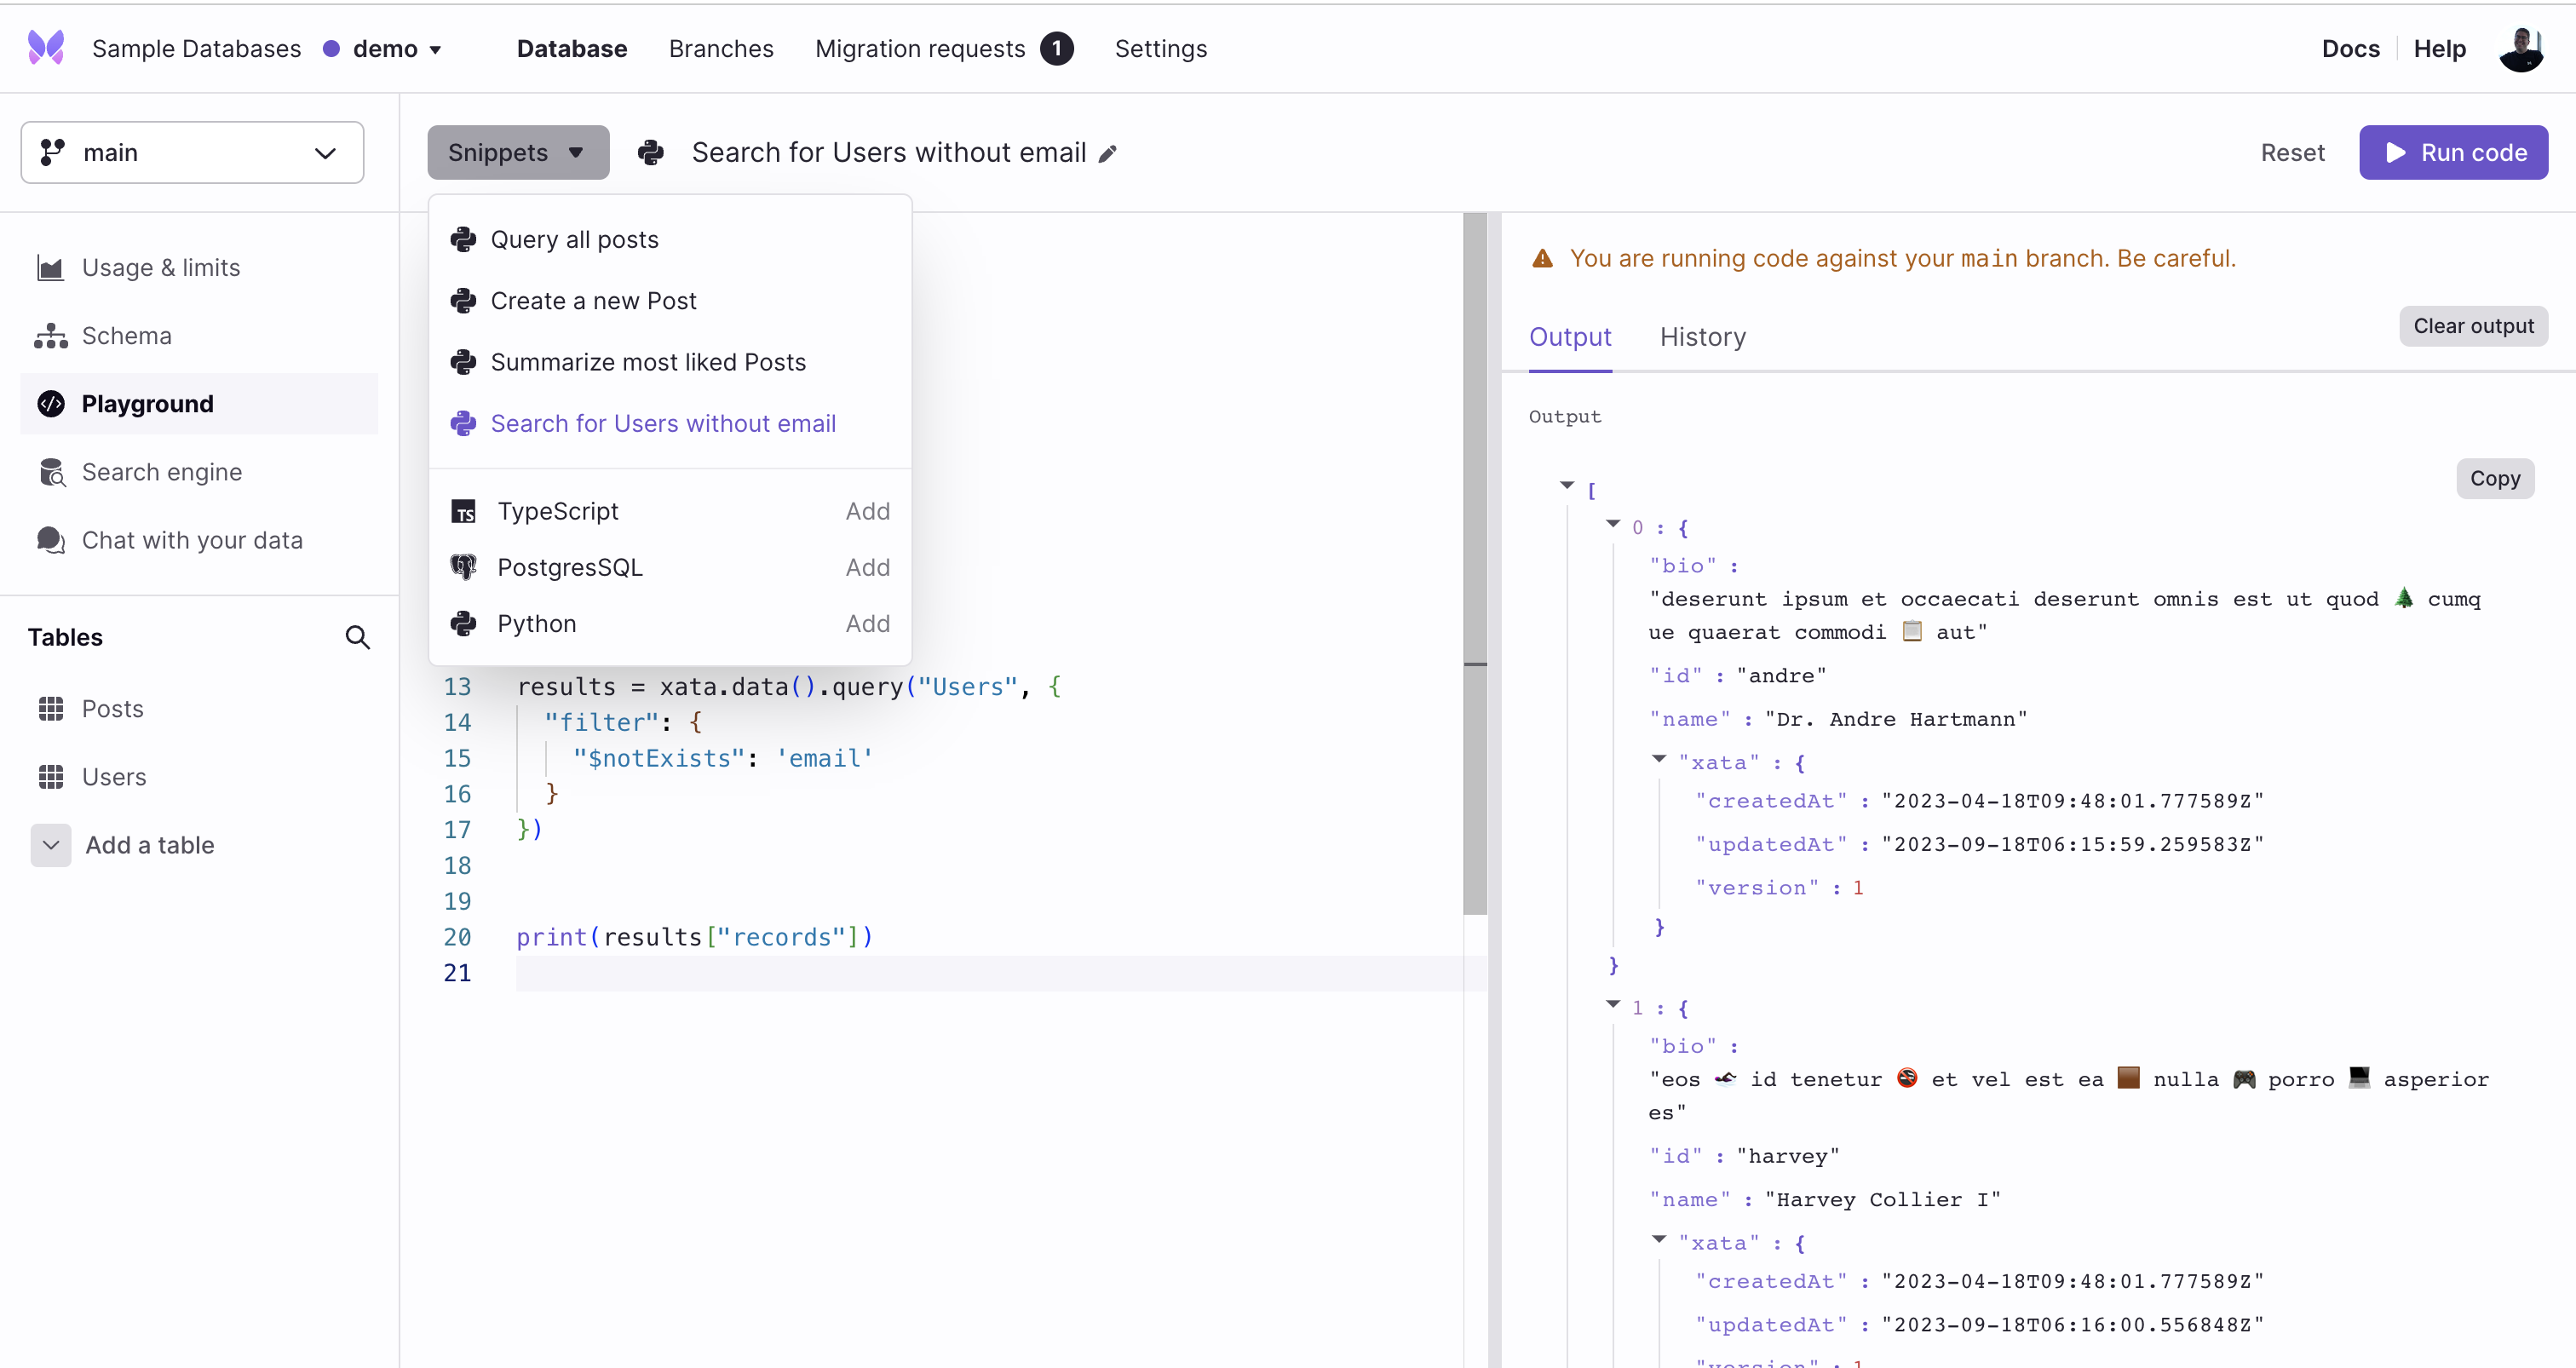 Sample Databases demo Database Branches Migration requests 1 Settings Docs Help
main
Snippets Search for Users without email Reset Run code
Usage & limits
Schema
Playground
Search engine
Chat with your data
Tables
Posts
Users
Add a table
Query all posts
Create a new Post
Summarize most liked Posts
Search for Users without email
TS TypeScript Add
PostgresSQL Add
Python Add
13 results = xata.data().query("Users", {
14 "filter": {
15 "$notExists": 'email'
16 }
17 })
18
19
20 print(results["records"])
21
You are running code against your main branch. Be careful.
Output History Clear output
Output
Copy
[
0 : {
"bio" :
"deserunt ipsum et occaecati deserunt omnis est ut quod 🌲 cumq
ue quaerat commodi 📋 aut"
"id" : "andre"
"name" : "Dr. Andre Hartmann"
"xata" : {
"createdAt" : "2023-04-18T09:48:01.777589Z"
"updatedAt" : "2023-09-18T06:15:59.259583Z"
"version" : 1
}
}
1 : {
"bio" :
"eos 🏊 id tenetur 🚭 et vel est ea 🟫 nulla 🎮 porro 💻 asperior
es"
"id" : "harvey"
"name" : "Harvey Collier I"
"xata" : {
"createdAt" : "2023-04-18T09:48:01.777589Z"
"updatedAt" : "2023-09-18T06:16:00.556848Z"
"version" : 1